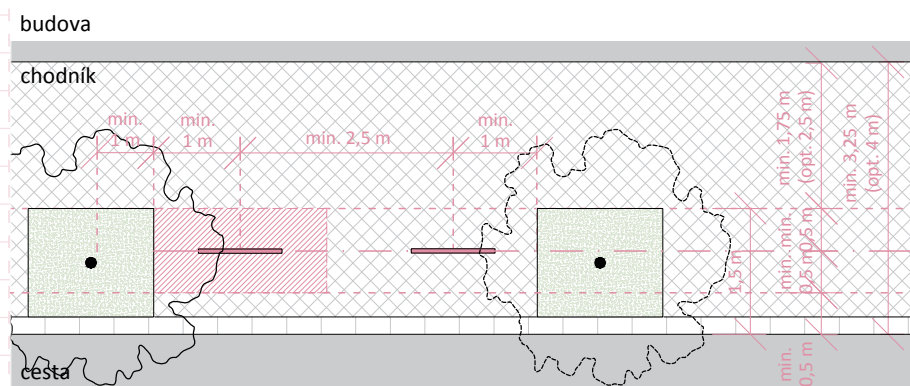 budova
chodník
min.
1 m
min.
1 m
min. 2,5 m
min.
1 m
min. 1,75 m
(opt. 2,5 m)
min. 3,25 m
(opt. 4 m)
1,5 m
min.
0,5 m
min.
0,5 m
min.
0,5 m
cesta